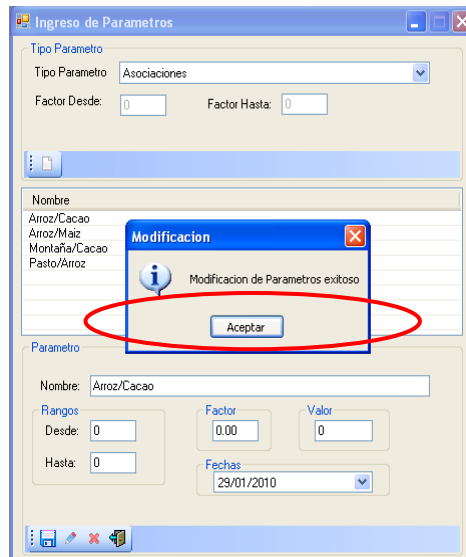 Ingreso de Parametros
Tipo Parametro
Tipo Parametro Asociaciones
Factor Desde: 0 Factor Hasta: 0
Nombre
Arroz/Cacao
Arroz/Maiz
Montaña/Cacao
Pasto/Arroz
Modificacion
Modificacion de Parametros exitoso
Aceptar
Parametro
Nombre: Arroz/Cacao
Rangos Factor Valor
Desde: 0 0.00 0
Hasta: 0
Fechas
29/01/2010